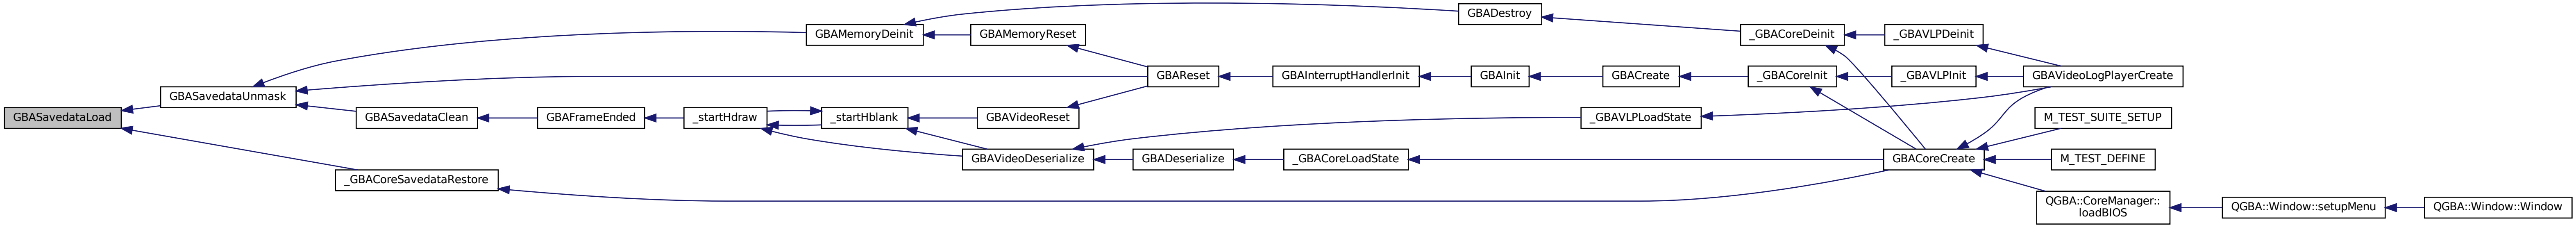 GBASavedataLoad
GBASavedataUnmask
_GBACoreSavedataRestore
GBASavedataClean
GBAFrameEnded
_startHdraw
_startHblank
GBAMemoryDeinit
GBAMemoryReset
GBAVideoReset
GBAVideoDeserialize
GBAReset
GBADeserialize
GBAInterruptHandlerInit
_GBACoreLoadState
GBADestroy
GBAInit
GBACreate
_GBAVLPLoadState
_GBACoreDeinit
_GBACoreInit
GBACoreCreate
_GBAVLPDeinit
_GBAVLPInit
GBAVideoLogPlayerCreate
M_TEST_SUITE_SETUP
M_TEST_DEFINE
QGBA::CoreManager::
loadBIOS
QGBA::Window::setupMenu
QGBA::Window::Window